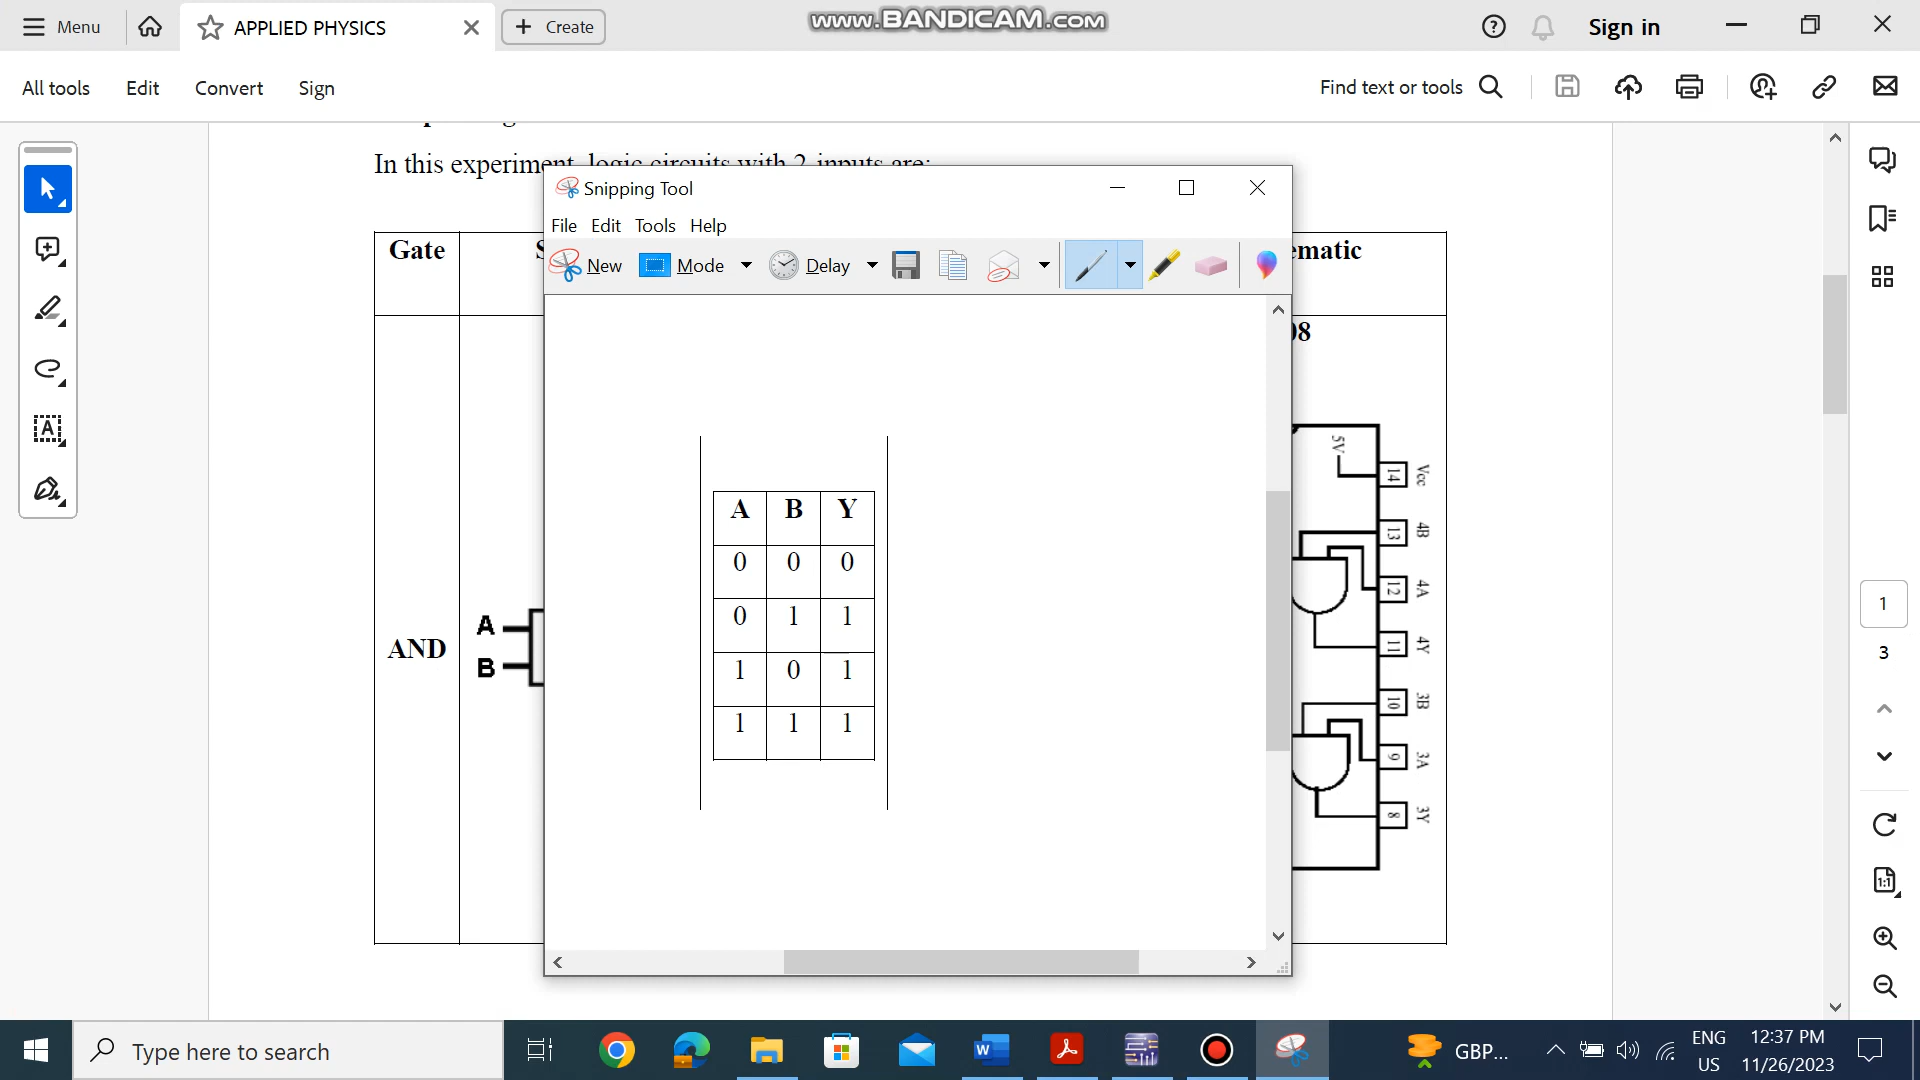 Menu
APPLIED PHYSICS
Create
www.BANDICAM.com
Sign in
All tools
Edit
Convert
Sign
Find text or tools
In this experiment, logic circuits with 2-inputs are:
Gate
S
ematic
Snipping Tool
File Edit Tools Help
New
Mode
Delay
08
A B Y
0 0 0
0 1 1
1 0 1
1 1 1
AND
A
B
5V
14 Vcc
13 4B
12 4A
11 4Y
10 3B
9 3A
8 3Y
1
3
1:1
Type here to search
GBP...
ENG
US
12:37 PM
11/26/2023